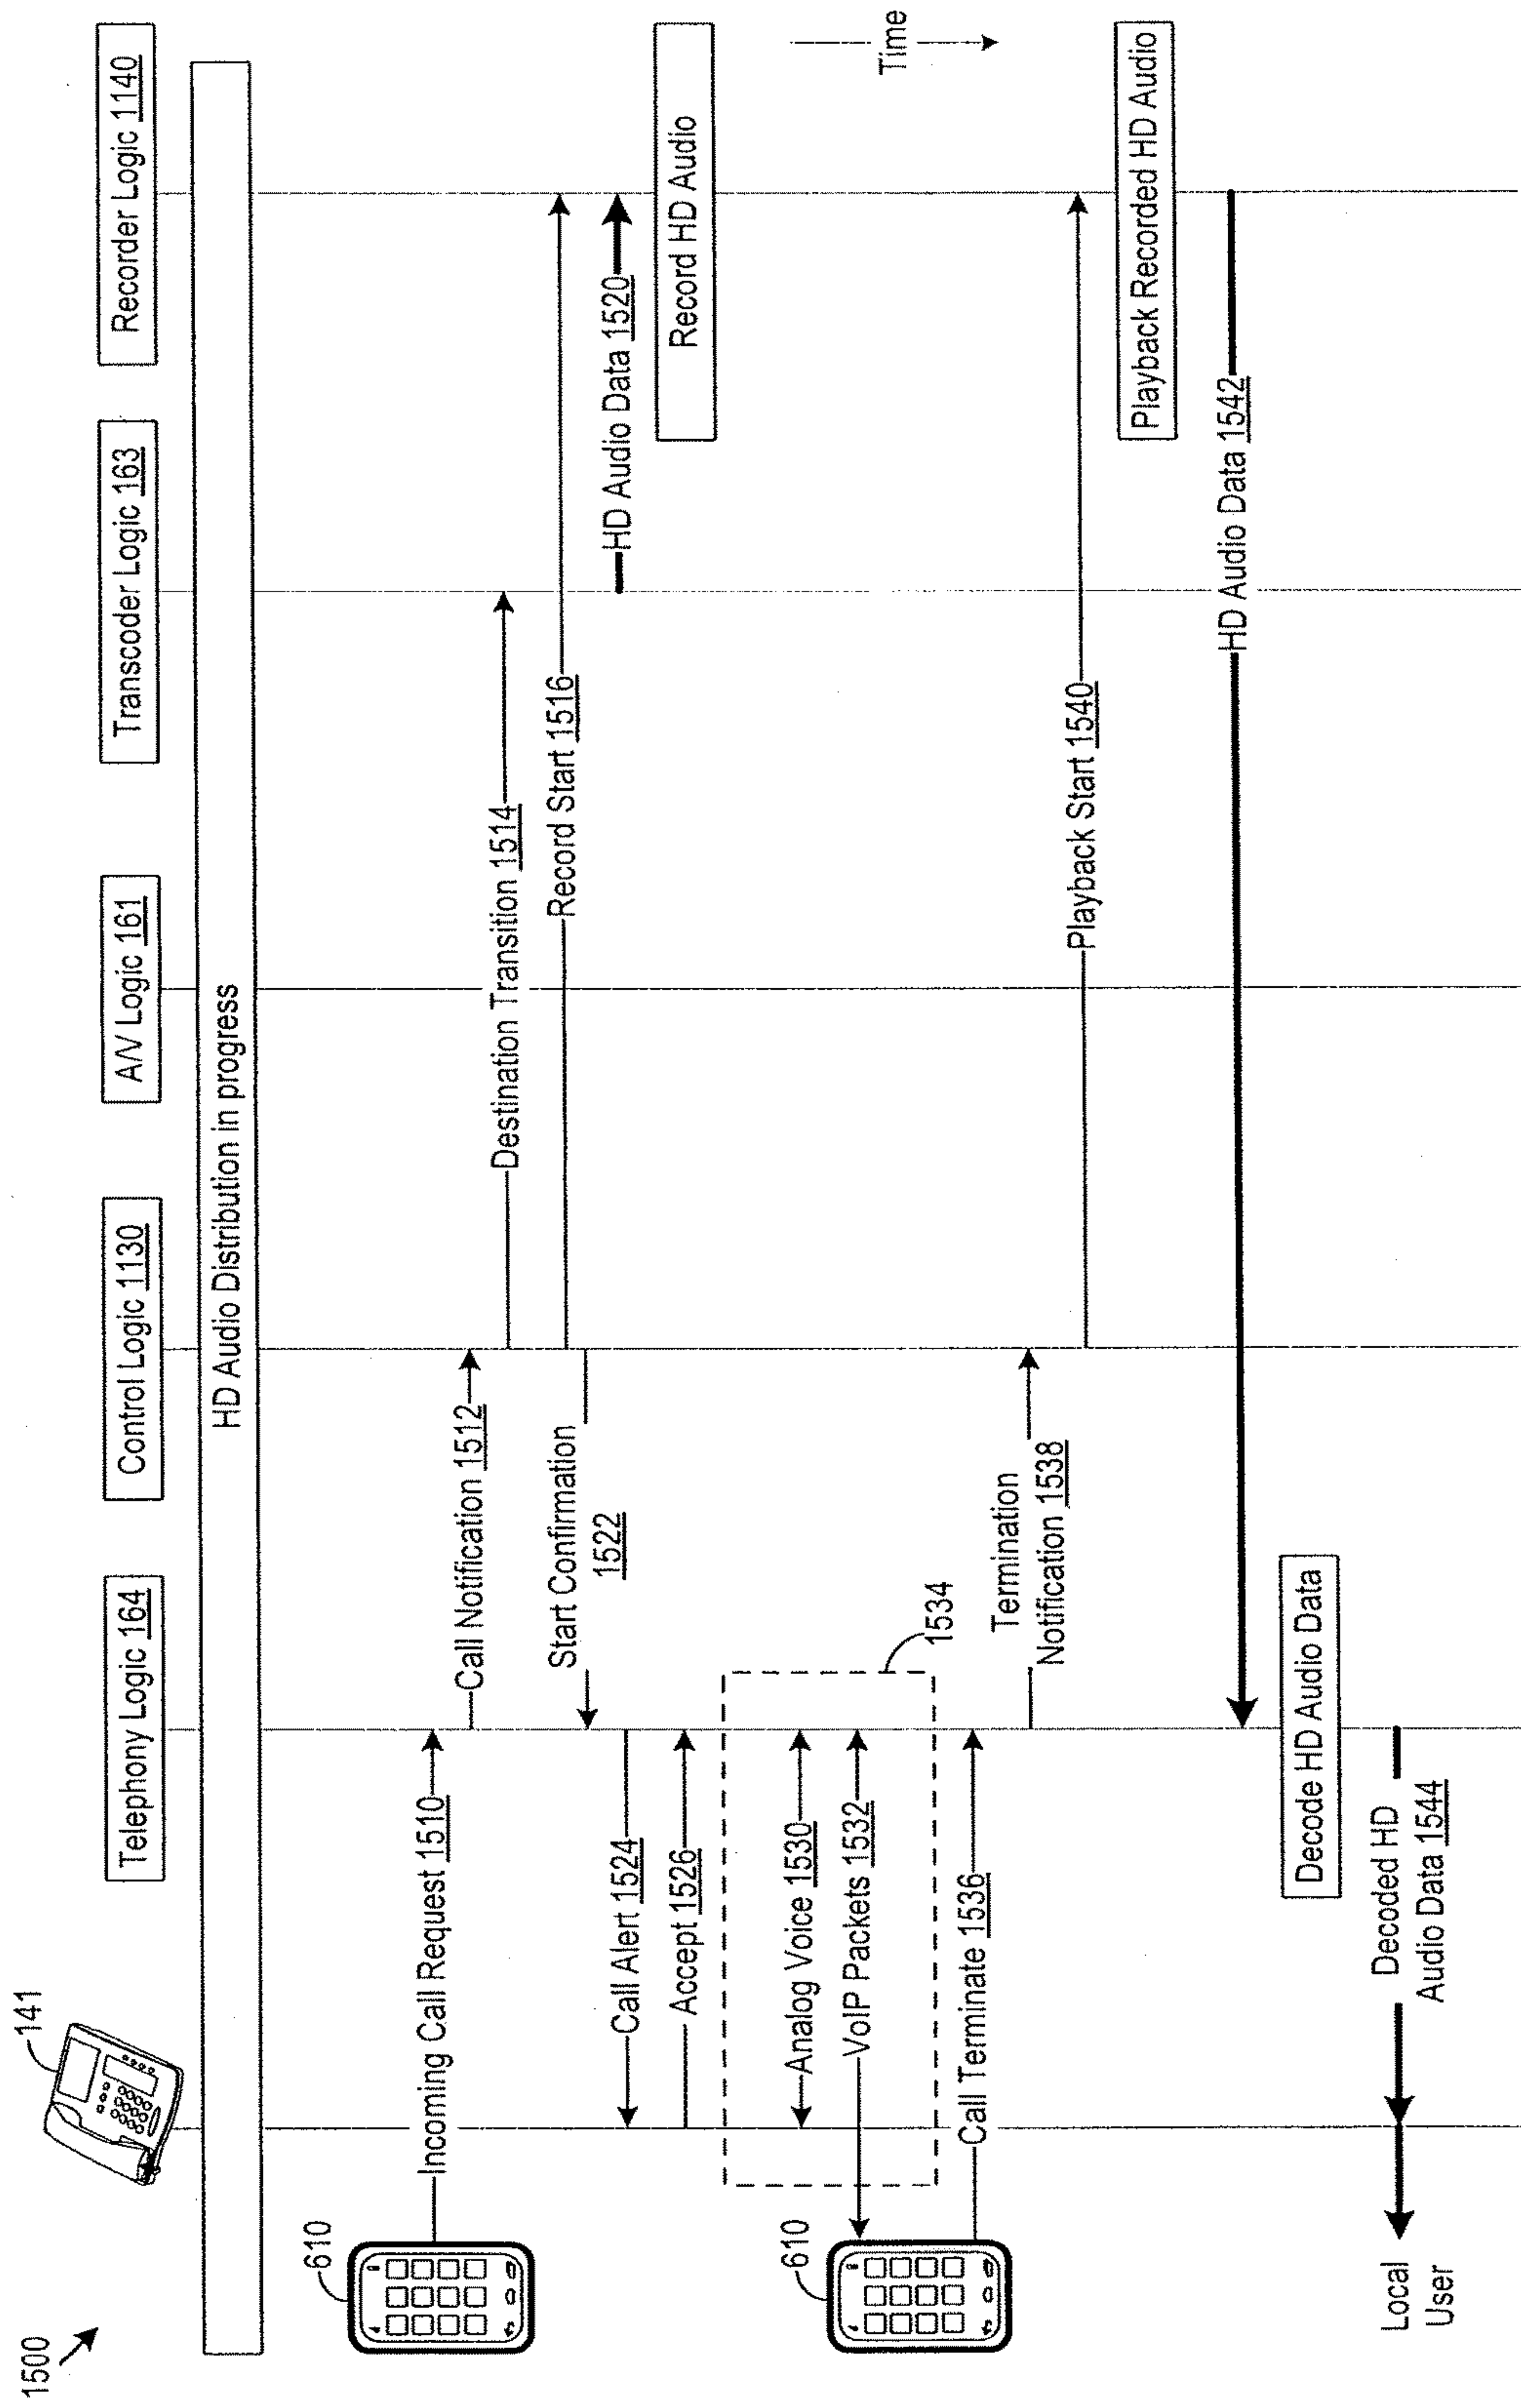 1500
141
Telephony Logic 164
Control Logic 1130
A/V Logic 161
Transcoder Logic 163
Recorder Logic 1140
HD Audio Distribution in progress
610
Incoming Call Request 1510
Call Notification 1512
Destination Transition 1514
Record Start 1516
Start Confirmation
1522
HD Audio Data 1520
Call Alert 1524
Accept 1526
Record HD Audio
1534
Analog Voice 1530
VoIP Packets 1532
610
Time
Call Terminate 1536
Termination
Notification 1538
Playback Start 1540
Playback Recorded HD Audio
HD Audio Data 1542
Decode HD Audio Data
Decoded HD
Audio Data 1544
Local
User